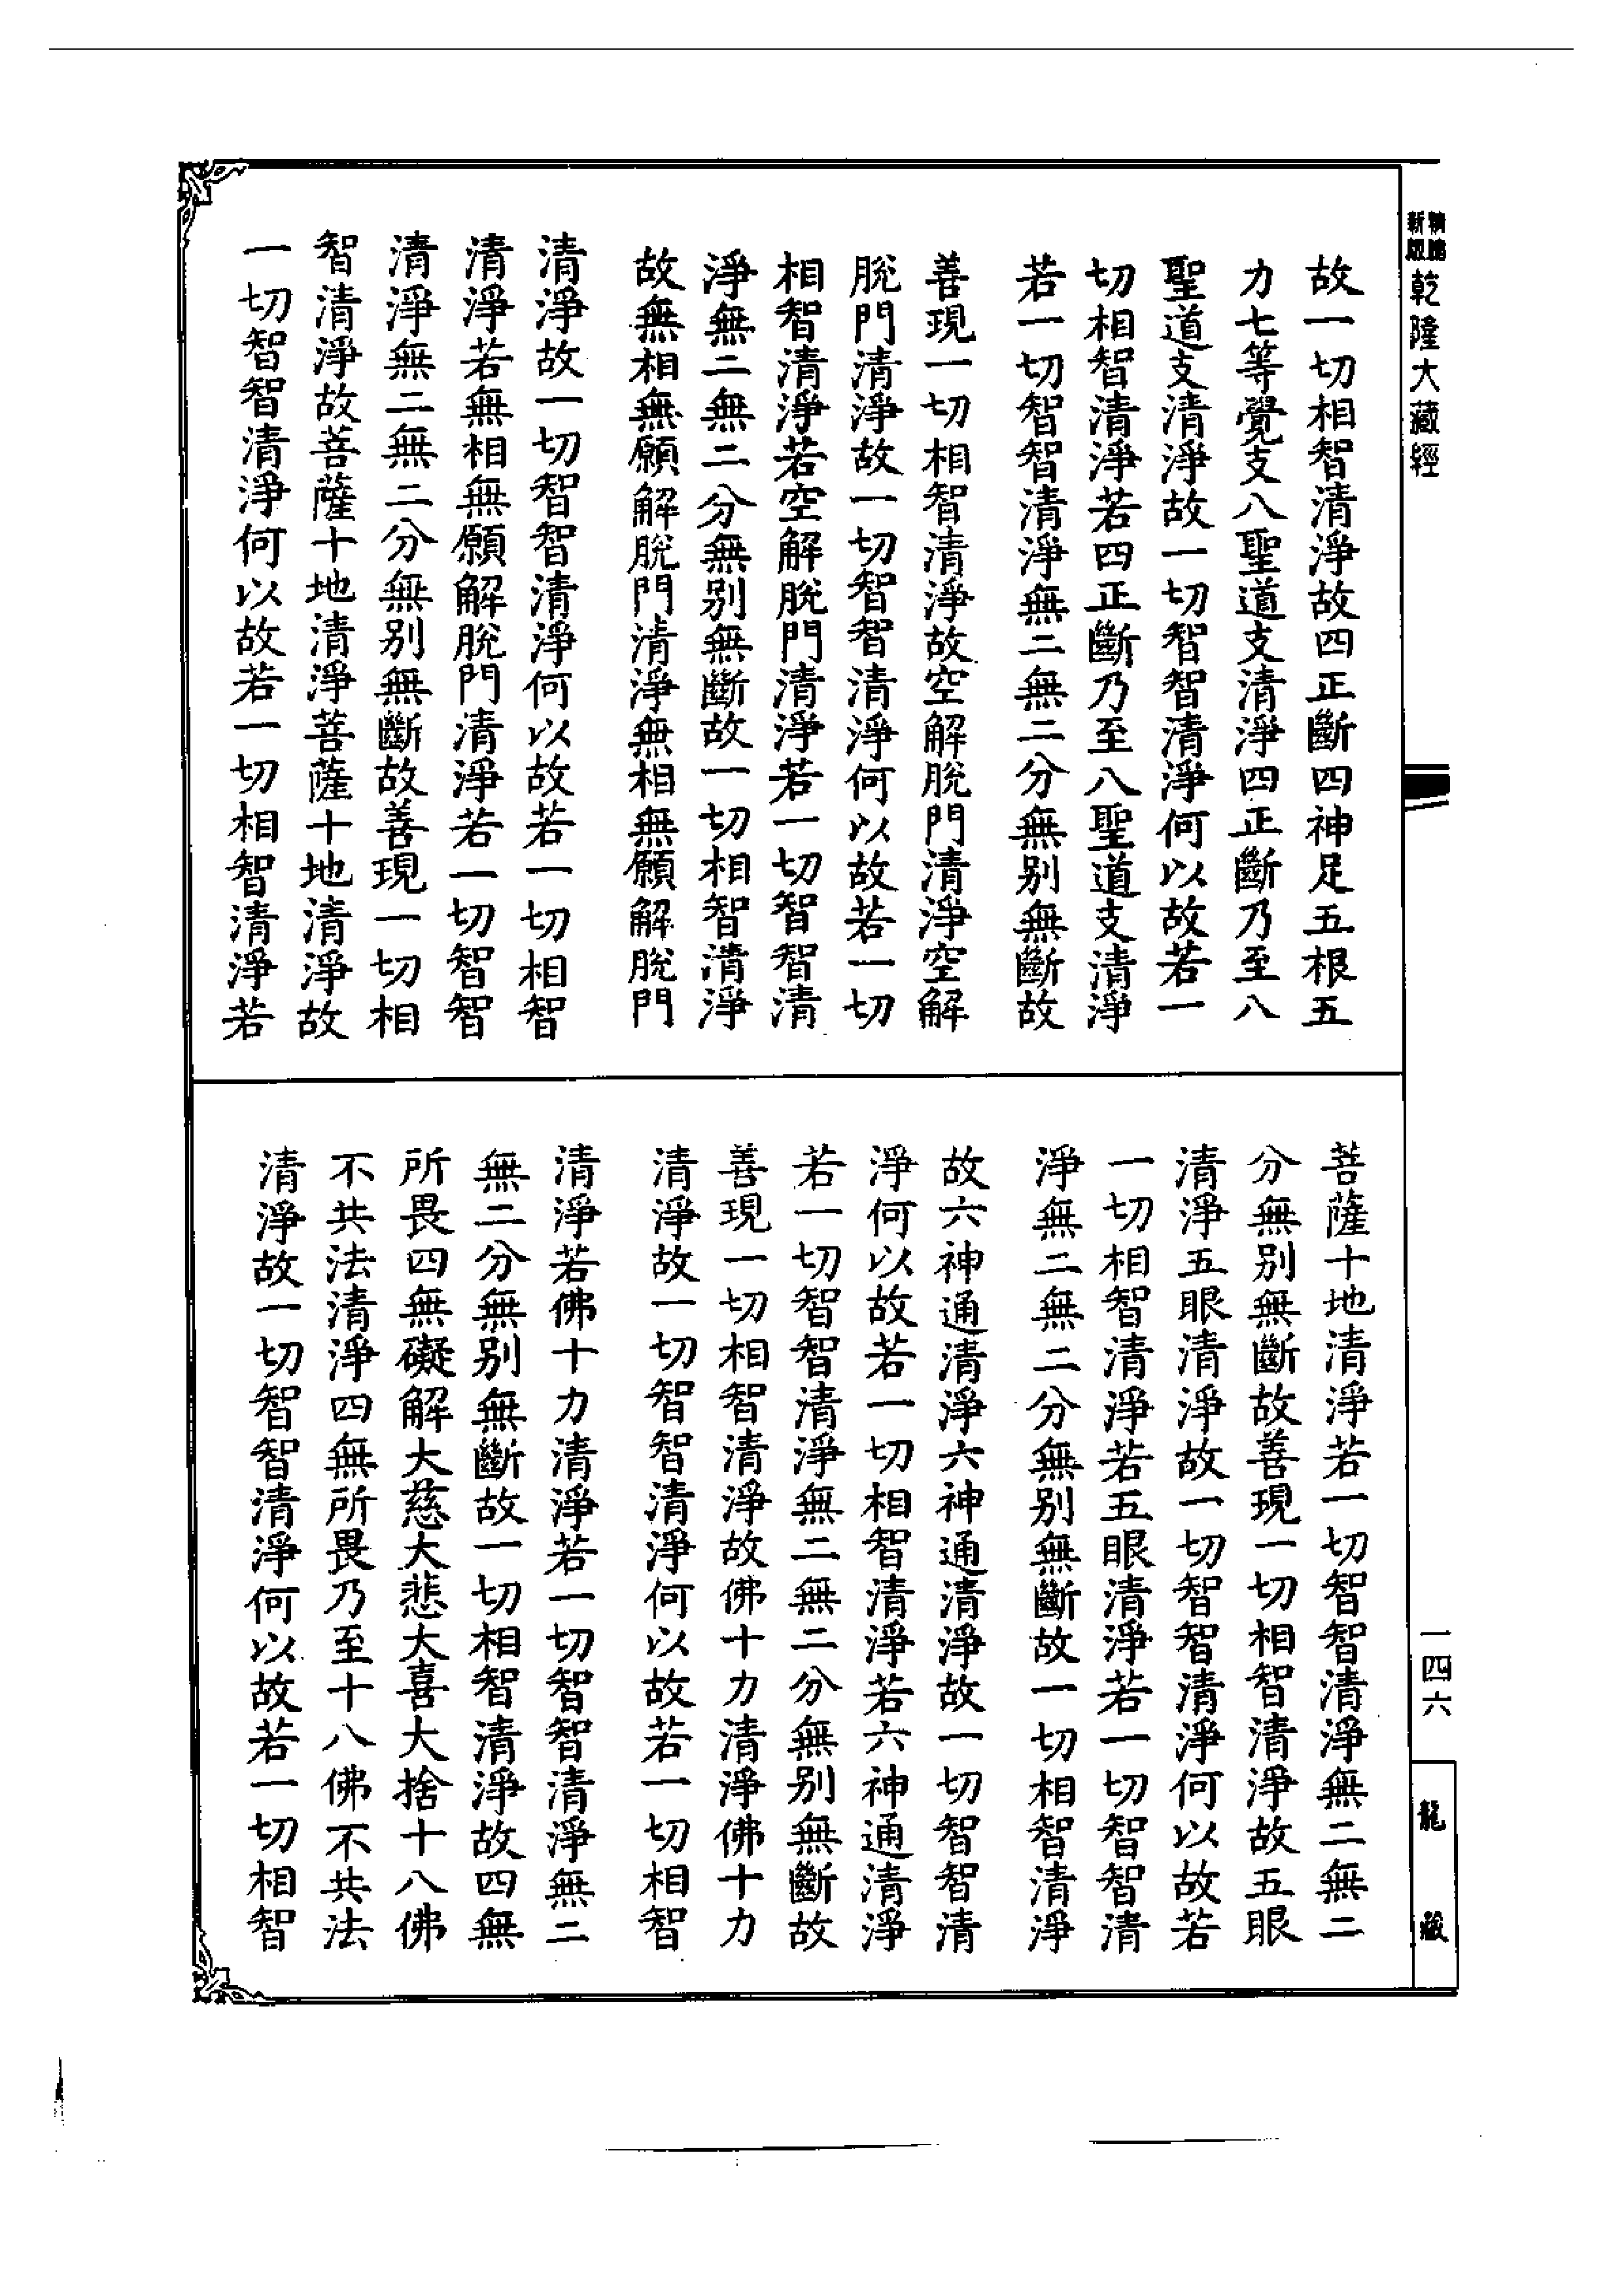 新版
乾隆大藏經
故一切相智清淨故四正斷四神足五根五
力七等覺支八聖道支清淨四正斷乃至八
聖道支清淨故一切智智清淨何以故若一
切相智清淨若四正斷乃至八聖道支清淨
若一切智智清淨無二無二分無别無斷故
善現一切相智清淨故空解脫門清淨空解
脫門清淨故一切智智清淨何以故若一切
相智清淨若空解脫門清淨若一切智智清
淨無二無二分無别無斷故一切相智清淨
故無相無願解脫門清淨無相無願解脫門
清淨故一切智智清淨何以故若一切相智
清淨若無相無願解脫門清淨若一切智智
清淨無二無二分無别無斷故善現一切相
智清淨故菩薩十地清淨菩薩十地清淨故
一切智智清淨何以故若一切相智清淨若
菩薩十地清淨若一切智智清淨無二無二
分無别無斷故善現一切相智清淨故五眼
清淨五眼清淨故一切智智清淨何以故若
一切相智清淨若五眼清淨若一切智智清
淨無二無二分無别無斷故一切相智清淨
故六神通清淨六神通清淨故一切智智清
淨何以故若一切相智清淨若六神通清淨
若一切智智清淨無二無二分無别無斷故
善現一切相智清淨故佛十力清淨佛十力
清淨故一切智智清淨何以故若一切相智
清淨若佛十力清淨若一切智智清淨無二
無二分無别無斷故一切相智清淨故四無
所畏四無礙解大慈大悲大喜大捨十八佛
不共法清淨四無所畏乃至十八佛不共法
清淨故一切智智清淨何以故若一切相智
一四六
龍藏